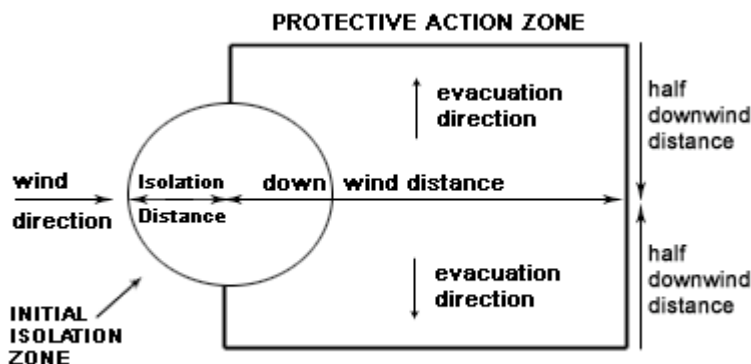 PROTECTIVE ACTION ZONE
evacuation
direction
half
downwind
distance
wind
direction
Isolation
Distance
down wind distance
evacuation
direction
half
downwind
distance
INITIAL
ISOLATION
ZONE